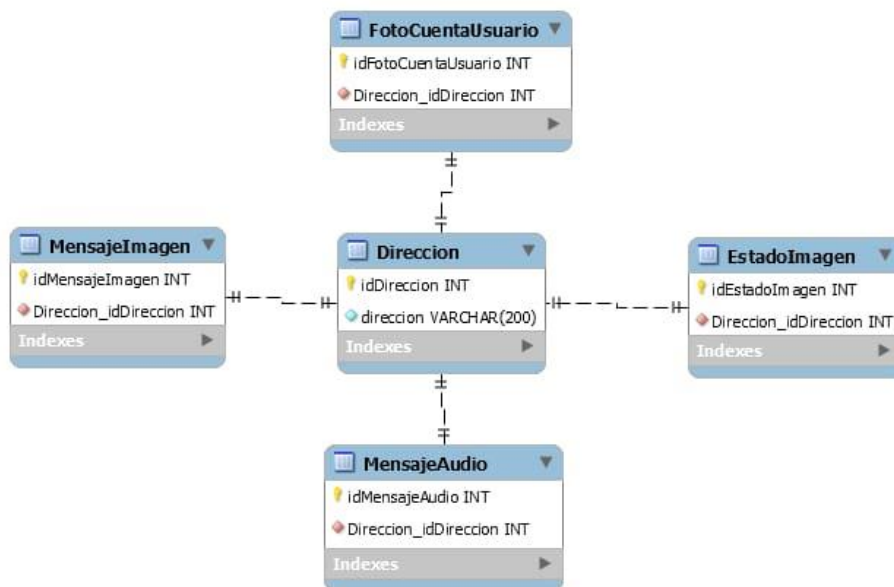 FotoCuentaUsuario
idFotoCuentaUsuario INT
Direccion_idDireccion INT
Indexes
MensajeImagen
idMensajeImagen INT
Direccion_idDireccion INT
Indexes
Direccion
idDireccion INT
direccion VARCHAR(200)
Indexes
EstadoImagen
idEstadoImagen INT
Direccion_idDireccion INT
Indexes
MensajeAudio
idMensajeAudio INT
Direccion_idDireccion INT
Indexes